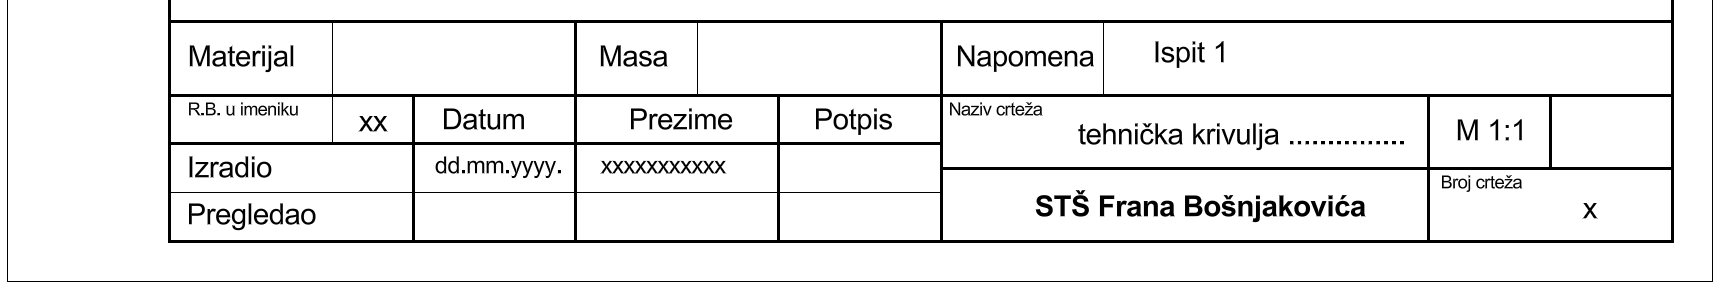 Materijal Masa Napomena Ispit 1
R.B. u imeniku xx Datum Prezime Potpis Naziv crteža tehnička krivulja ............... M 1:1
Izradio dd.mm.yyyy. xxxxxxxxxxx
Pregledao STŠ Frana Bošnjakovića Broj crteža x